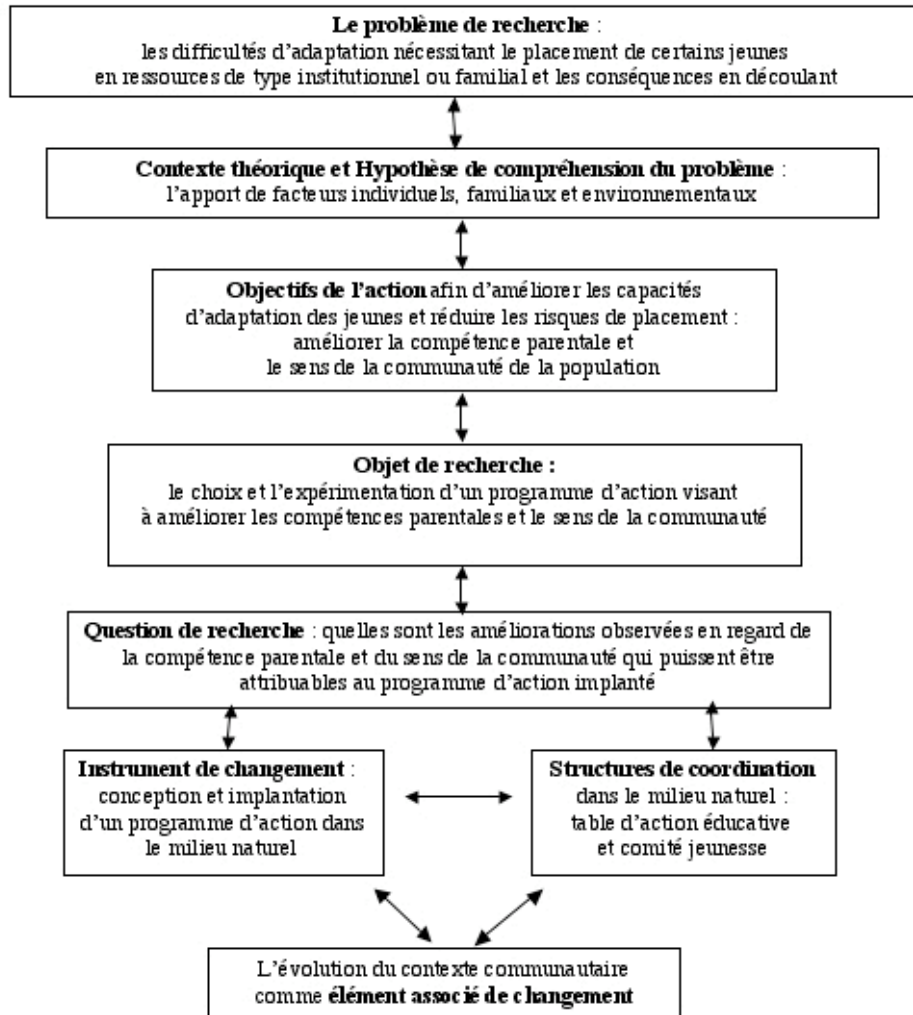 Le problème de recherche :
les difficultés d'adaptation nécessitant le placement de certains jeunes
en ressources de type institutionnel ou familial et les conséquences en découlant
Contexte théorique et Hypothèse de compréhension du problème :
l'apport de facteurs individuels, familiaux et environnementaux
Objectifs de l'action afin d'améliorer les capacités
d'adaptation des jeunes et réduire les risques de placement :
améliorer la compétence parentale et
le sens de la communauté de la population
Objet de recherche :
le choix et l'expérimentation d'un programme d'action visant
à améliorer les compétences parentales et le sens de la communauté
Question de recherche : quelles sont les améliorations observées en regard de
la compétence parentale et du sens de la communauté qui puissent être
attribuables au programme d'action implanté
Instrument de changement :
conception et implantation
d'un programme d'action dans
le milieu naturel
Structures de coordination
dans le milieu naturel :
table d'action éducative
et comité jeunesse
L'évolution du contexte communautaire
comme élément associé de changement